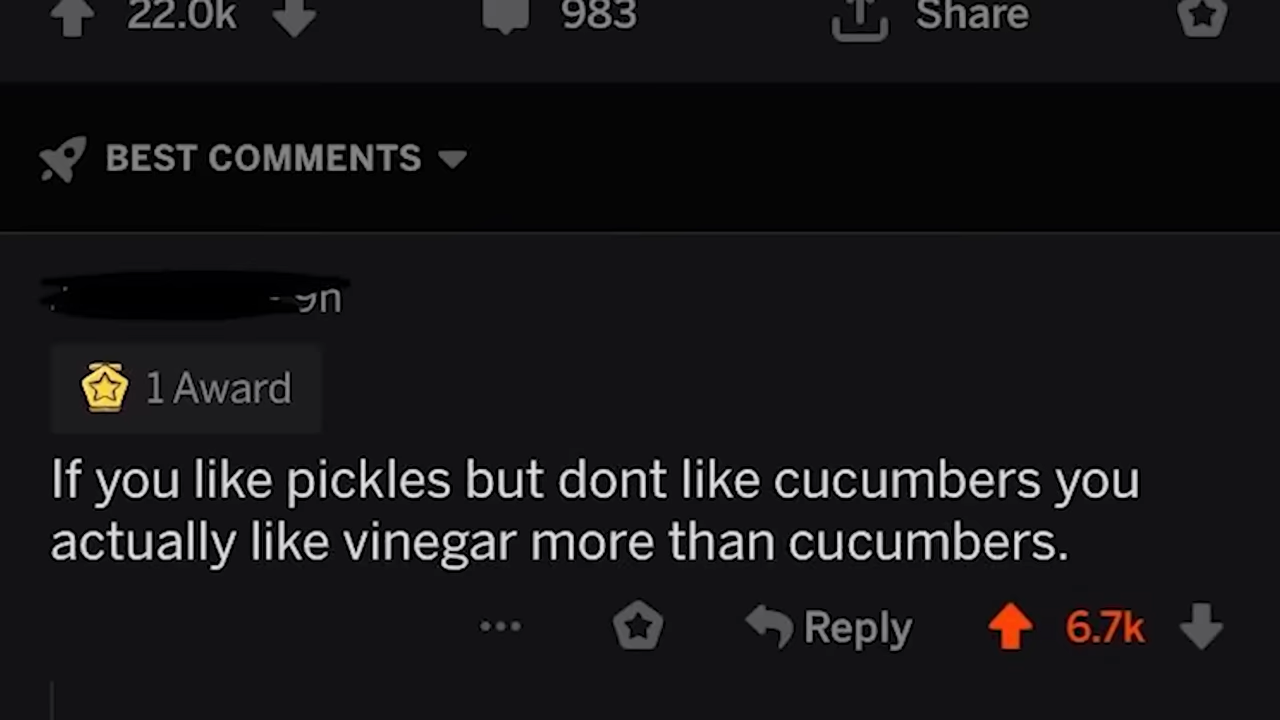 22.0k 983 Share
BEST COMMENTS
1 Award
If you like pickles but dont like cucumbers you
actually like vinegar more than cucumbers.
... Reply 6.7k